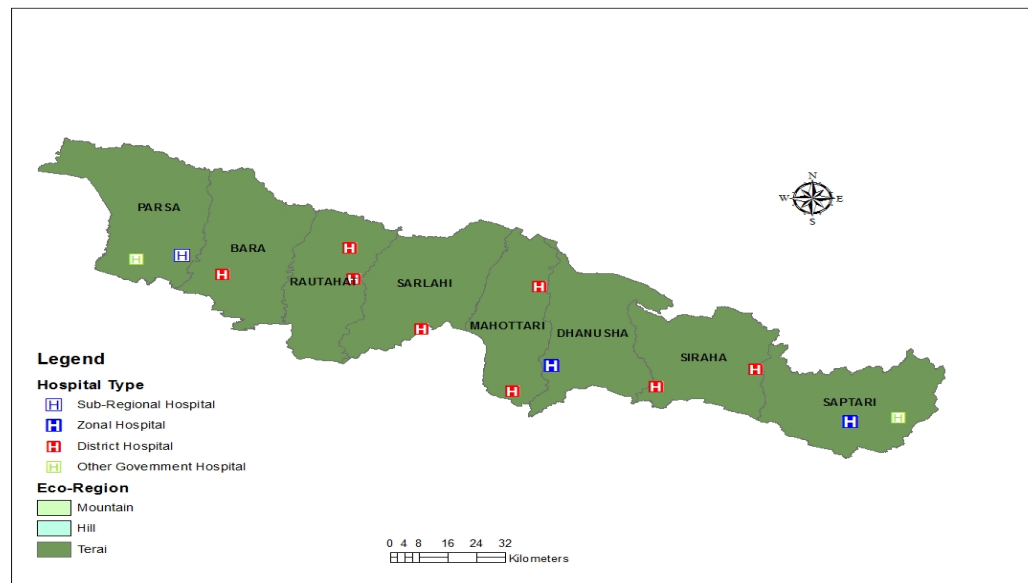 N
W E
S
PARSA
BARA
RAUTAHAT
SARLAHI
MAHOTTARI
DHANUSHA
SIRAHA
SAPTARI
H
H
H
H
H
H
H
H
H
H
H
H
H
Legend
Hospital Type
H Sub-Regional Hospital
H Zonal Hospital
H District Hospital
H Other Government Hospital
Eco-Region
Mountain
Hill
Terai
0 4 8 16 24 32
Kilometers